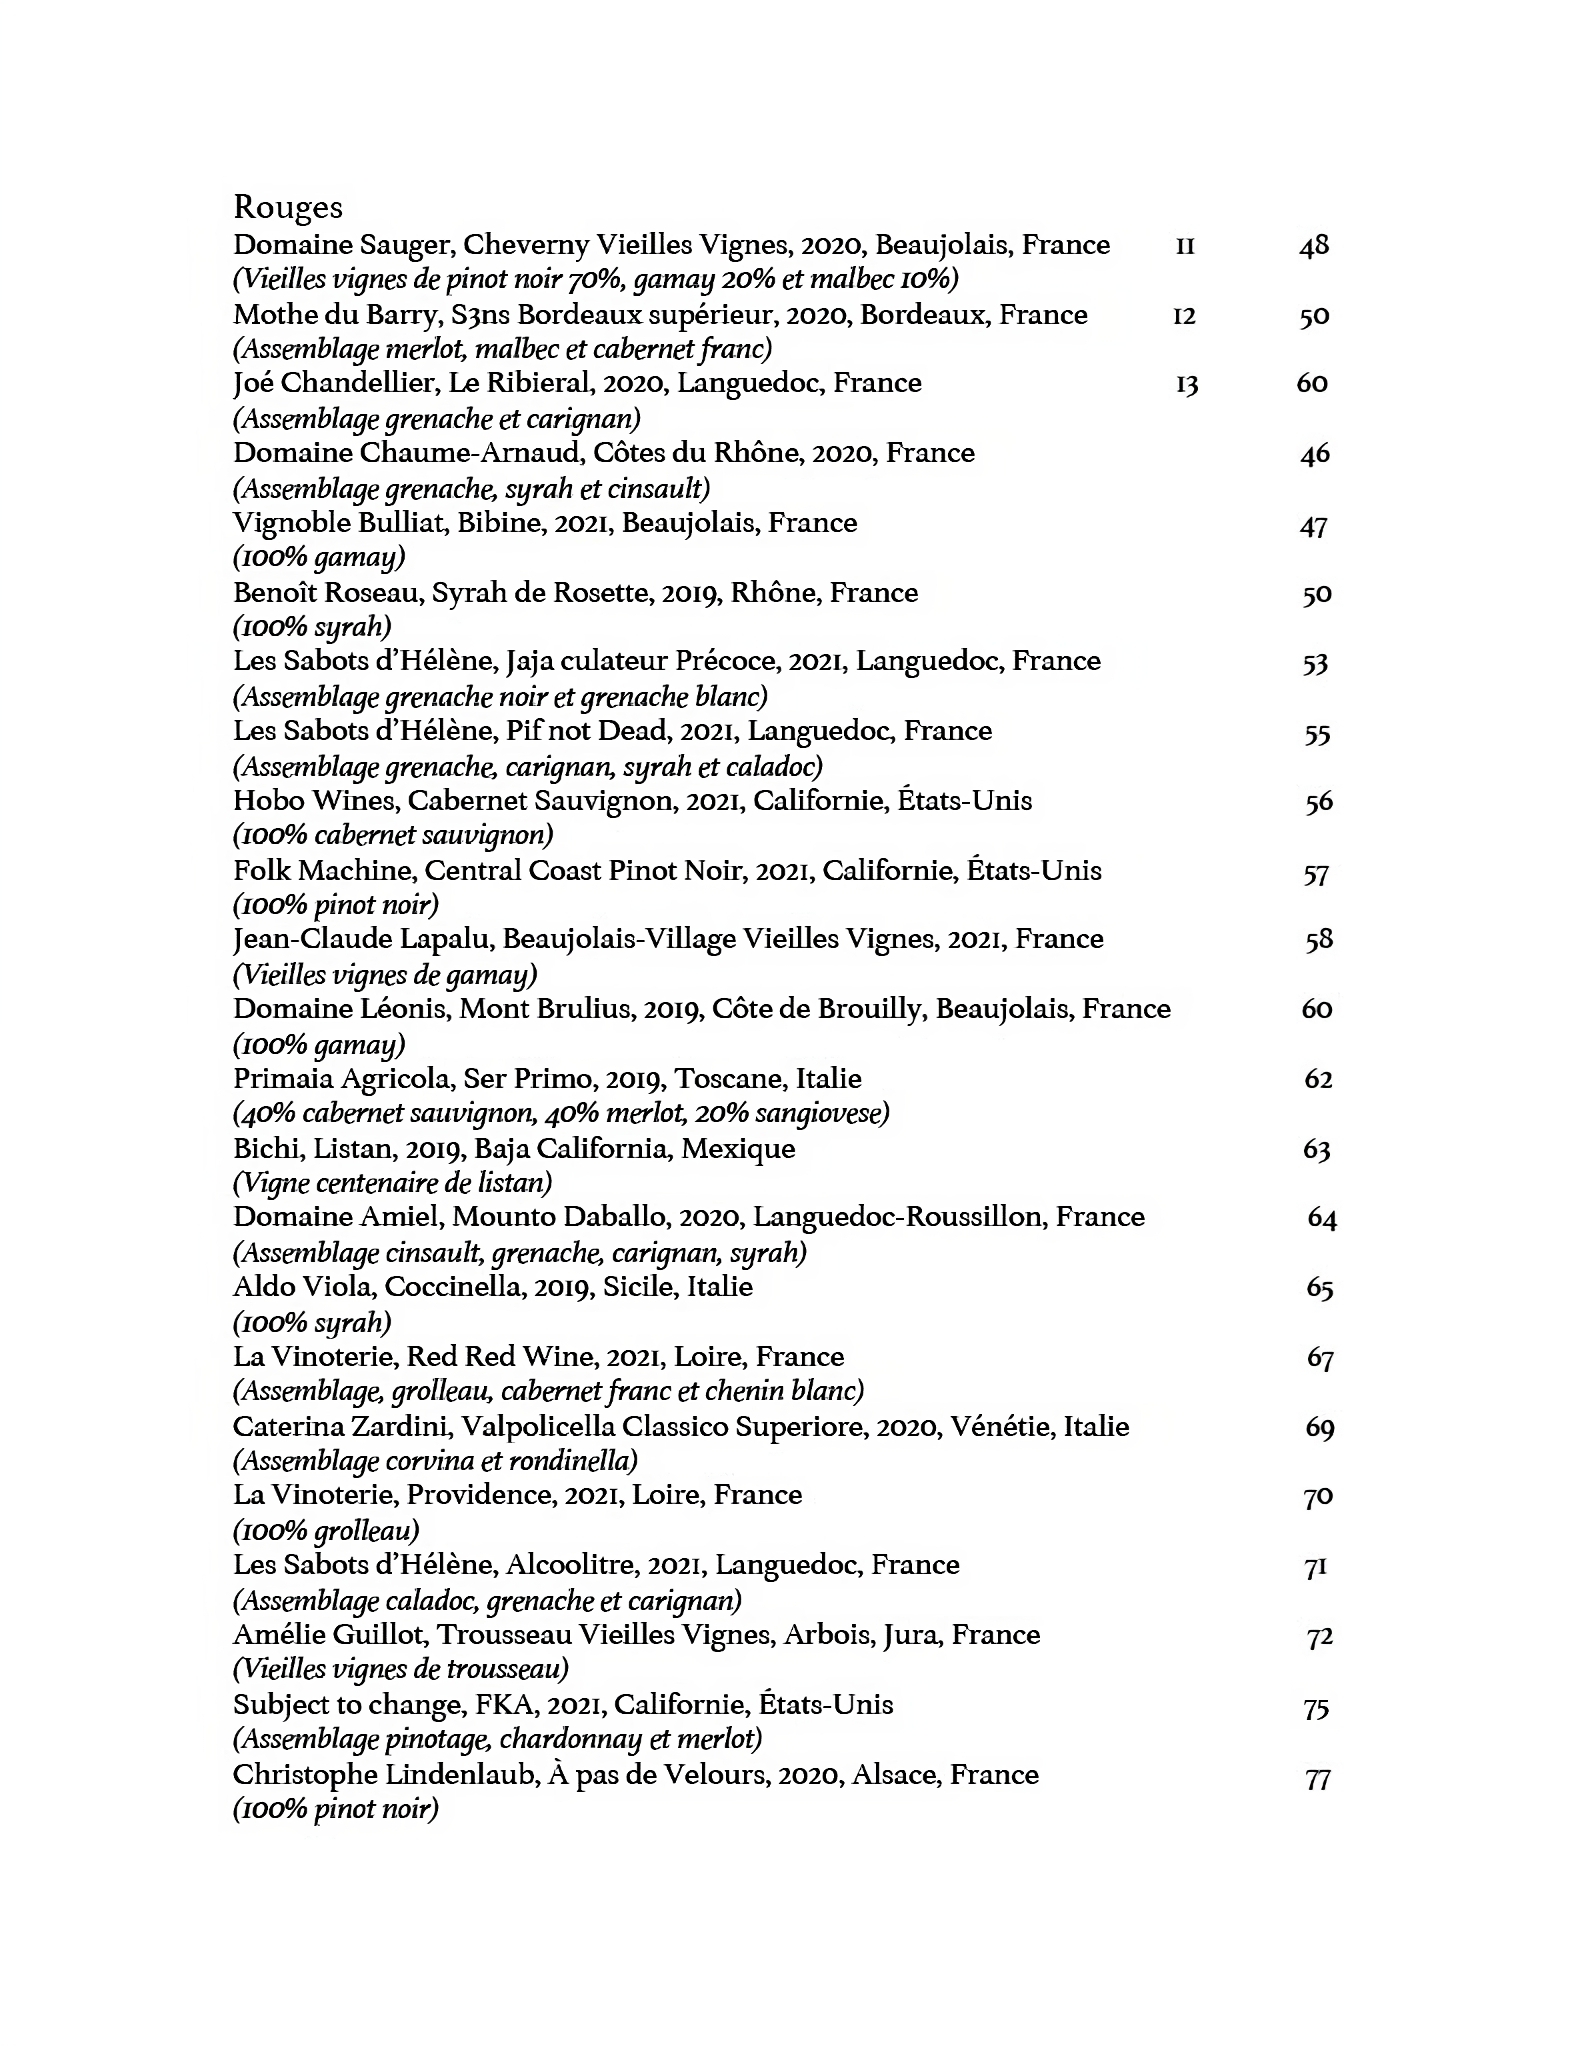 Rouges
Domaine Sauger, Cheverny Vieilles Vignes, 2020, Beaujolais, France 11 48
(Vieilles vignes de pinot noir 70%, gamay 20% et malbec 10%)
Mothe du Barry, S3ns Bordeaux supérieur, 2020, Bordeaux, France 12 50
(Assemblage merlot, malbec et cabernet franc)
Joé Chandellier, Le Ribieral, 2020, Languedoc, France 13 60
(Assemblage grenache et carignan)
Domaine Chaume-Arnaud, Côtes du Rhône, 2020, France 46
(Assemblage grenache, syrah et cinsault)
Vignoble Bulliat, Bibine, 2021, Beaujolais, France 47
(100% gamay)
Benoît Roseau, Syrah de Rosette, 2019, Rhône, France 50
(100% syrah)
Les Sabots d'Hélène, Jaja culateur Précoce, 2021, Languedoc, France 53
(Assemblage grenache noir et grenache blanc)
Les Sabots d'Hélène, Pif not Dead, 2021, Languedoc, France 55
(Assemblage grenache, carignan, syrah et caladoc)
Hobo Wines, Cabernet Sauvignon, 2021, Californie, États-Unis 56
(100% cabernet sauvignon)
Folk Machine, Central Coast Pinot Noir, 2021, Californie, États-Unis 57
(100% pinot noir)
Jean-Claude Lapalu, Beaujolais-Village Vieilles Vignes, 2021, France 58
(Vieilles vignes de gamay)
Domaine Léonis, Mont Brulius, 2019, Côte de Brouilly, Beaujolais, France 60
(100% gamay)
Primaia Agricola, Ser Primo, 2019, Toscane, Italie 62
(40% cabernet sauvignon, 40% merlot, 20% sangiovese)
Bichi, Listan, 2019, Baja California, Mexique 63
(Vigne centenaire de listan)
Domaine Amiel, Mounto Daballo, 2020, Languedoc-Roussillon, France 64
(Assemblage cinsault, grenache, carignan, syrah)
Aldo Viola, Coccinella, 2019, Sicile, Italie 65
(100% syrah)
La Vinoterie, Red Red Wine, 2021, Loire, France 67
(Assemblage, grolleau, cabernet franc et chenin blanc)
Caterina Zardini, Valpolicella Classico Superiore, 2020, Vénétie, Italie 69
(Assemblage corvina et rondinella)
La Vinoterie, Providence, 2021, Loire, France 70
(100% grolleau)
Les Sabots d'Hélène, Alcoolitre, 2021, Languedoc, France 71
(Assemblage caladoc, grenache et carignan)
Amélie Guillot, Trousseau Vieilles Vignes, Arbois, Jura, France 72
(Vieilles vignes de trousseau)
Subject to change, FKA, 2021, Californie, États-Unis 75
(Assemblage pinotage, chardonnay et merlot)
Christophe Lindenlaub, À pas de Velours, 2020, Alsace, France 77
(100% pinot noir)